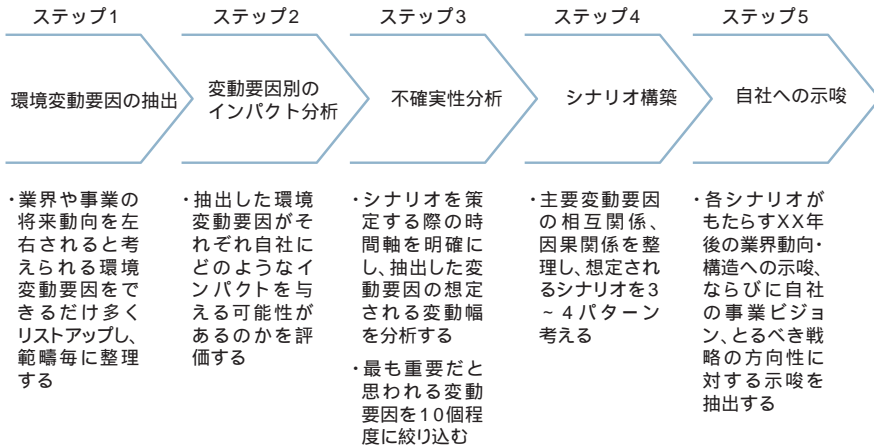 ステップ1
ステップ2
ステップ3
ステップ4
ステップ5
環境変動要因の抽出
変動要因別の
インパクト分析
不確実性分析
シナリオ構築
自社への示唆
・業界や事業の
将来動向を左
右されると考
えられる環境
変動要因をで
きるだけ多く
リストアップし、
範疇毎に整理
する
・抽出した環境
変動要因がそ
れぞれ自社に
どのようなイ
ンパクトを与
える可能性が
あるのかを評
価する
・シナリオを策
定する際の時
間軸を明確に
し、抽出した変
動要因の想定
される変動幅
を分析する
・最も重要だと
思われる変動
要因を10個程
度に絞り込む
・主要変動要因
の相互関係、
因果関係を整
理し、想定され
るシナリオを3
~4パターン
考える
・各シナリオが
もたらすXX年
後の業界動向・
構造への示唆、
ならびに自社
の事業ビジョ
ン、とるべき戦
略の方向性に
対する示唆を
抽出する